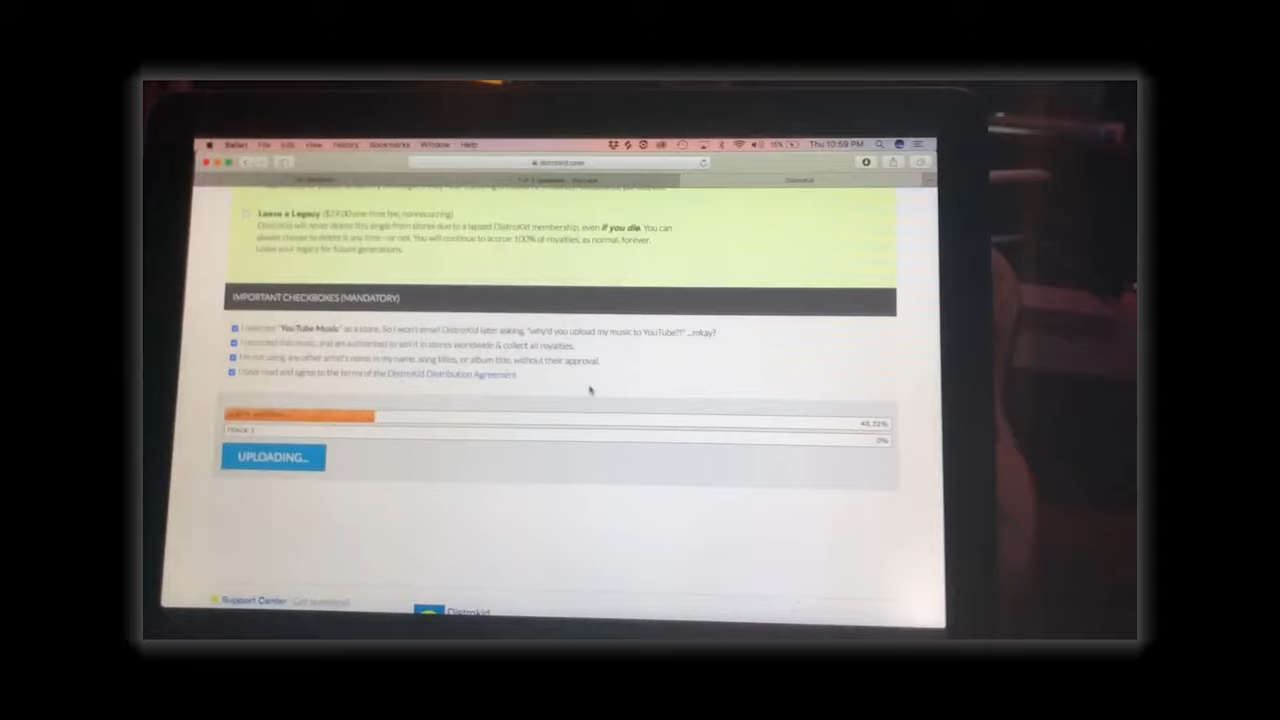 Safari File Edit View History Bookmarks Window Help 15% Thu 10:59 PM
distrokid.com
DistroKid
Leave a Legacy ($29.00 one-time fee, nonrecurring)
DistroKid will never delete this single from stores due to a lapsed DistroKid membership, even if you die. You can
always choose to delete it any time--or not. You will continue to accrue 100% of royalties, as normal, forever.
Leave your legacy for future generations.
IMPORTANT CHECKBOXES (MANDATORY)
I selected "YouTube Music" as a store. So I won't email DistroKid later asking, "why'd you upload my music to YouTube?!" ...mkay?
I recorded this music, and am authorized to sell it in stores worldwide & collect all royalties.
I'm not using any other artist's name in my name, song titles, or album title, without their approval.
I have read and agree to the terms of the DistroKid Distribution Agreement
Track 1
0%
UPLOADING...
Support Center Got questions?
Distrokid